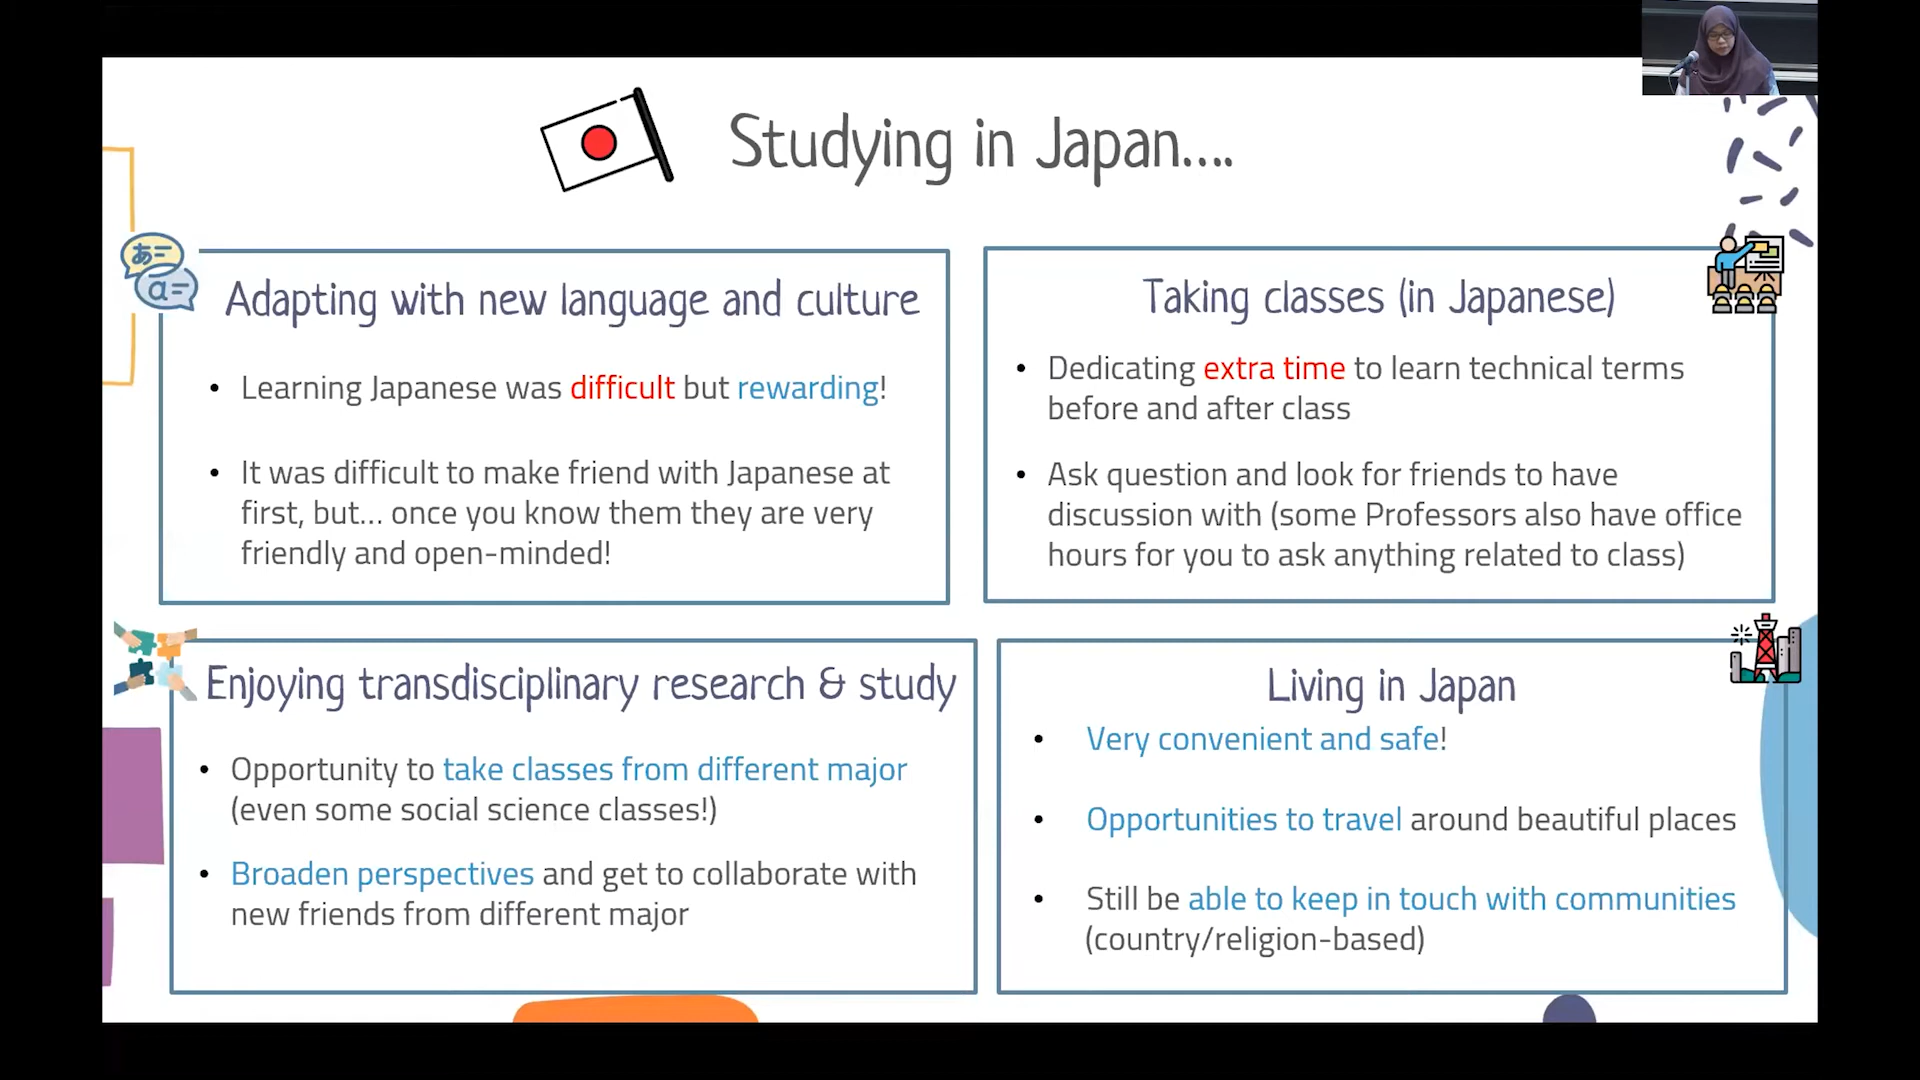 Studying in Japan....
あ
a
Adapting with new language and culture
• Learning Japanese was difficult but rewarding!
• It was difficult to make friend with Japanese at
first, but... once you know them they are very
friendly and open-minded!
Taking classes (in Japanese)
• Dedicating extra time to learn technical terms
before and after class
• Ask question and look for friends to have
discussion with (some Professors also have office
hours for you to ask anything related to class)
Enjoying transdisciplinary research & study
• Opportunity to take classes from different major
(even some social science classes!)
• Broaden perspectives and get to collaborate with
new friends from different major
Living in Japan
• Very convenient and safe!
• Opportunities to travel around beautiful places
• Still be able to keep in touch with communities
(country/religion-based)